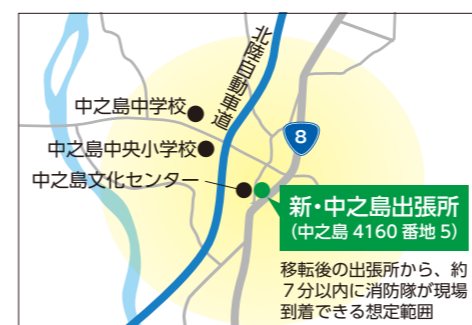 北陸自動車道
中之島中学校
8
中之島中央小学校
中之島文化センター
新・中之島出張所
(中之島 4160 番地 5)
移転後の出張所から、約
7分以内に消防隊が現場
到着できる想定範囲